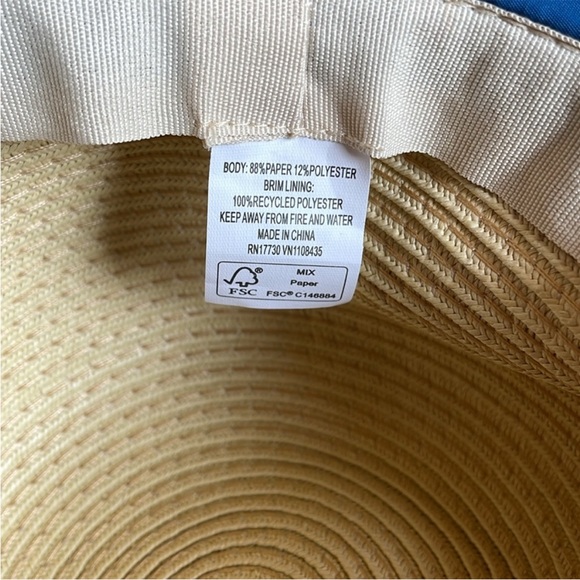 BODY: 88%PAPER 12%POLYESTER
BRIM LINING:
100%RECYCLED POLYESTER
KEEP AWAY FROM FIRE AND WATER
MADE IN CHINA
RN17730 VN1108435
FSC
MIX
Paper
FSC® C146884